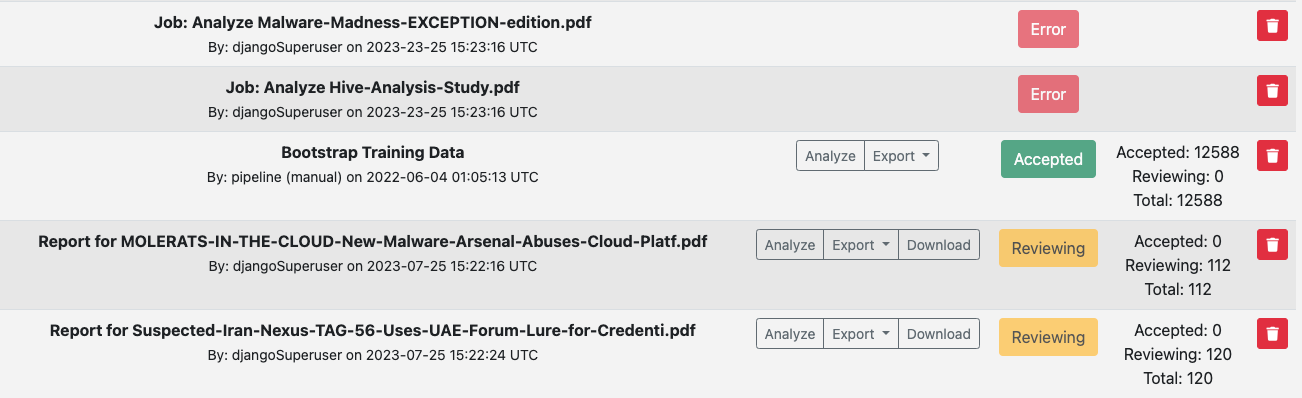 Job: Analyze Malware-Madness-EXCEPTION-edition.pdf
By: djangoSuperuser on 2023-23-25 15:23:16 UTC
Error
Job: Analyze Hive-Analysis-Study.pdf
By: djangoSuperuser on 2023-23-25 15:23:16 UTC
Error
Bootstrap Training Data
By: pipeline (manual) on 2022-06-04 01:05:13 UTC
Analyze Export
Accepted
Accepted: 12588
Reviewing: 0
Total: 12588
Report for MOLERATS-IN-THE-CLOUD-New-Malware-Arsenal-Abuses-Cloud-Platf.pdf
By: djangoSuperuser on 2023-07-25 15:22:16 UTC
Analyze Export Download
Reviewing
Accepted: 0
Reviewing: 112
Total: 112
Report for Suspected-Iran-Nexus-TAG-56-Uses-UAE-Forum-Lure-for-Credenti.pdf
By: djangoSuperuser on 2023-07-25 15:22:24 UTC
Analyze Export Download
Reviewing
Accepted: 0
Reviewing: 120
Total: 120